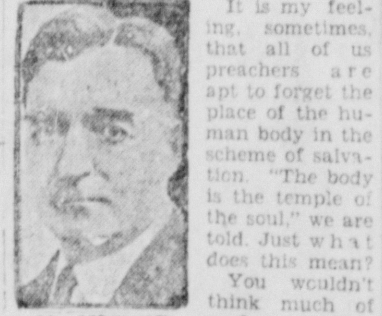 It is my feel-
ing, sometimes,
that all of us
preachers are
apt to forget the
place of the hu-
man body in the
scheme of salva-
tion. "The body
is the temple of
the soul," we are
told. Just what
does this mean?
You wouldn't
think much of